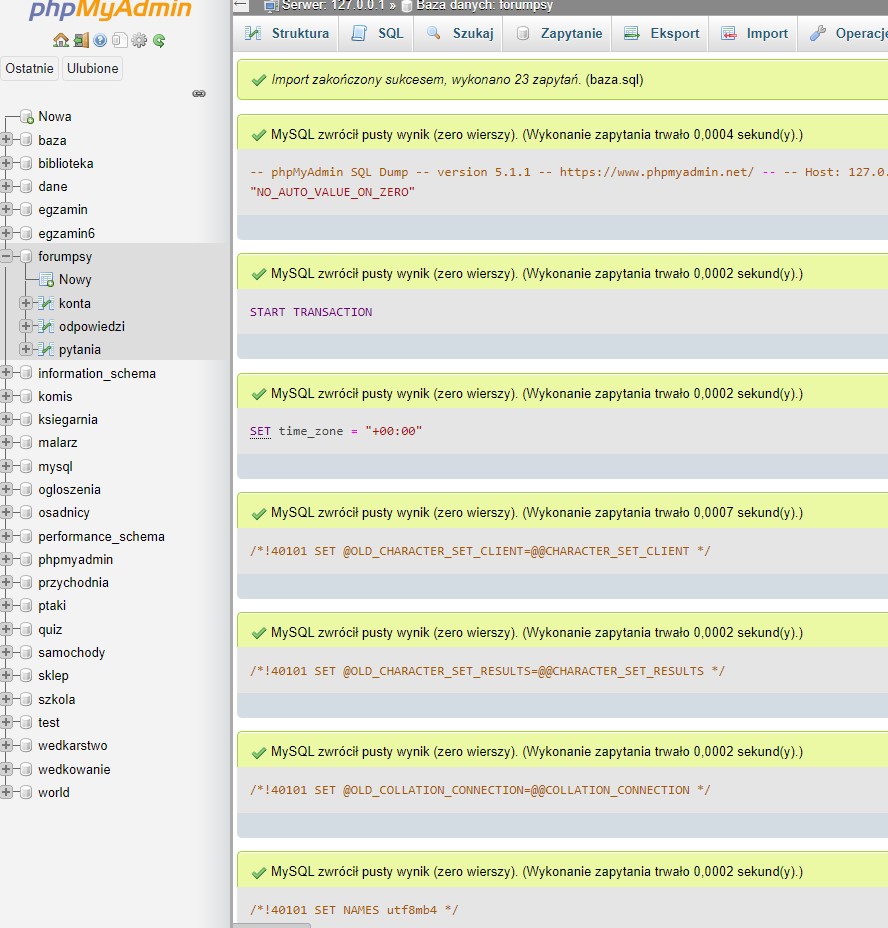 phpMyAdmin
Ostatnie Ulubione
Nowa
baza
biblioteka
dane
egzamin
egzamin6
forumpsy
Nowy
konta
odpowiedzi
pytania
information_schema
komis
ksiegarnia
malarz
mysql
ogloszenia
osadnicy
performance_schema
phpmyadmin
przychodnia
ptaki
quiz
samochody
sklep
szkola
test
wedkarstwo
wedkowanie
world
Serwer: 127.0.0.1 » Baza danych: forumpsy
Struktura SQL Szukaj Zapytanie Eksport Import Operacje
Import zakończony sukcesem, wykonano 23 zapytań. (baza.sql)
MySQL zwrócił pusty wynik (zero wierszy). (Wykonanie zapytania trwało 0,0004 sekund(y).)
-- phpMyAdmin SQL Dump -- version 5.1.1 -- https://www.phpmyadmin.net/ -- -- Host: 127.0.
"NO_AUTO_VALUE_ON_ZERO"
MySQL zwrócił pusty wynik (zero wierszy). (Wykonanie zapytania trwało 0,0002 sekund(y).)
START TRANSACTION
MySQL zwrócił pusty wynik (zero wierszy). (Wykonanie zapytania trwało 0,0002 sekund(y).)
SET time_zone = "+00:00"
MySQL zwrócił pusty wynik (zero wierszy). (Wykonanie zapytania trwało 0,0007 sekund(y).)
/*!40101 SET @OLD_CHARACTER_SET_CLIENT=@@CHARACTER_SET_CLIENT */
MySQL zwrócił pusty wynik (zero wierszy). (Wykonanie zapytania trwało 0,0002 sekund(y).)
/*!40101 SET @OLD_CHARACTER_SET_RESULTS=@@CHARACTER_SET_RESULTS */
MySQL zwrócił pusty wynik (zero wierszy). (Wykonanie zapytania trwało 0,0002 sekund(y).)
/*!40101 SET @OLD_COLLATION_CONNECTION=@@COLLATION_CONNECTION */
MySQL zwrócił pusty wynik (zero wierszy). (Wykonanie zapytania trwało 0,0002 sekund(y).)
/*!40101 SET NAMES utf8mb4 */